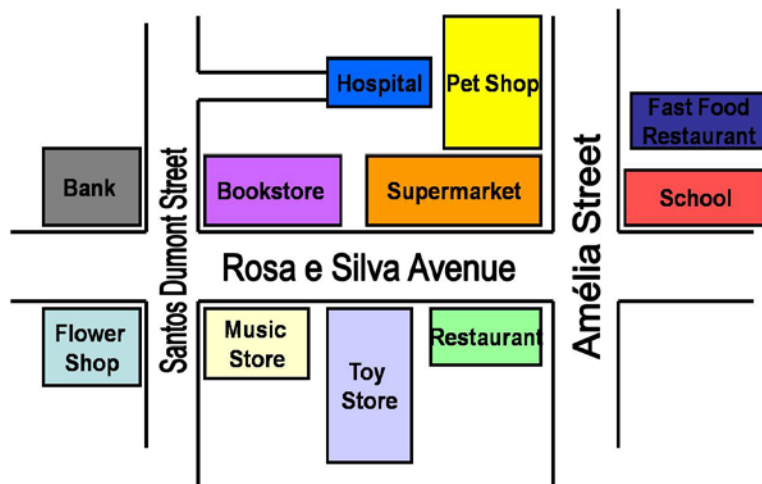 Hospital
Pet Shop
Fast Food
Restaurant
Bank
Bookstore
Supermarket
School
Santos Dumont Street
Rosa e Silva Avenue
Amélia Street
Flower
Shop
Music
Store
Toy
Store
Restaurant